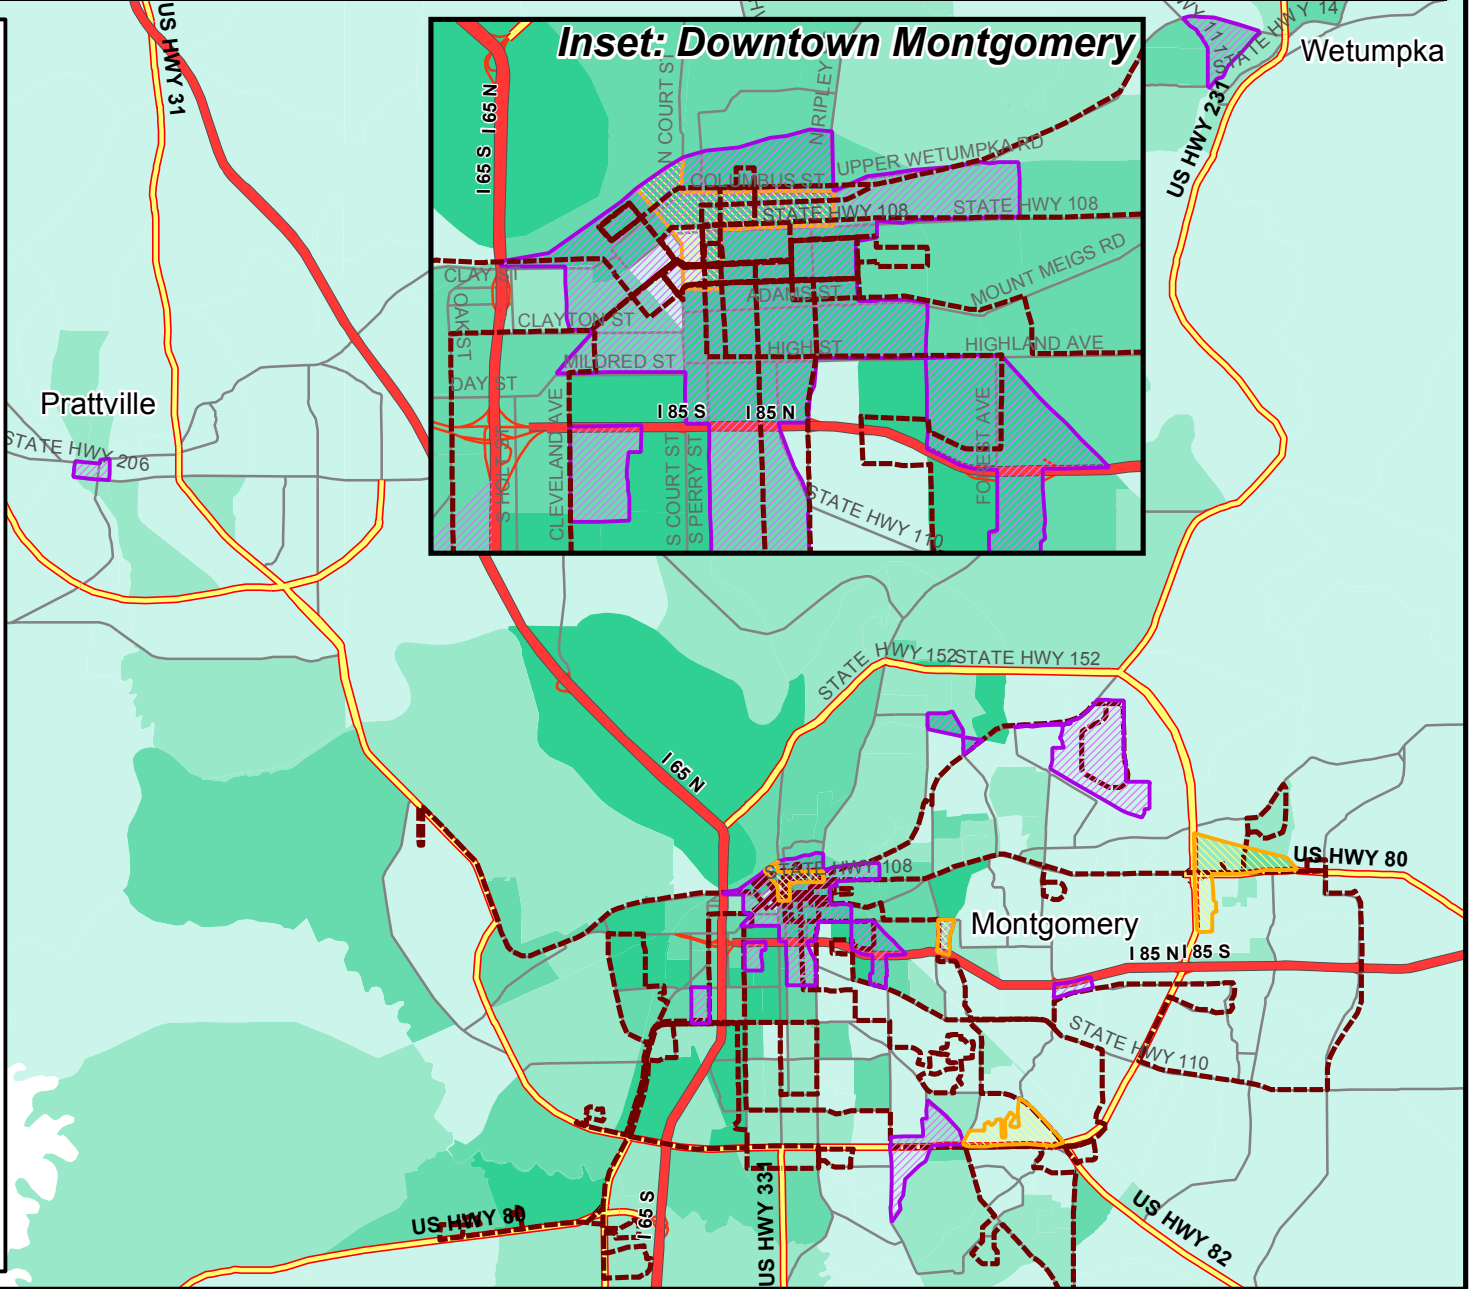 US HWY 31
Inset: Downtown Montgomery
N COURT ST
N RIPLEY
I 65 S I 65 N
UPPER WETUMPKA RD
COLUMBUS ST
STATE HWY 108
STATE HWY 108
MOUNT MEIGS RD
CLAY ST
OAK ST
ADAMS ST
CLAYTON ST
HIGH ST
HIGHLAND AVE
MILDRED ST
DAY ST
I 85 S
I 85 N
CLEVELAND AVE
S COURT ST
S PERRY ST
FOREST AVE
STATE HWY 110
STATE HWY 14
Wetumpka
US HWY 231
Prattville
STATE HWY 206
STATE HWY 152
STATE HWY 152
I 65 N
STATE HWY 108
US HWY 80
Montgomery
I 85 N
I 85 S
STATE HWY 110
US HWY 80
I 65 S
US HWY 331
US HWY 82